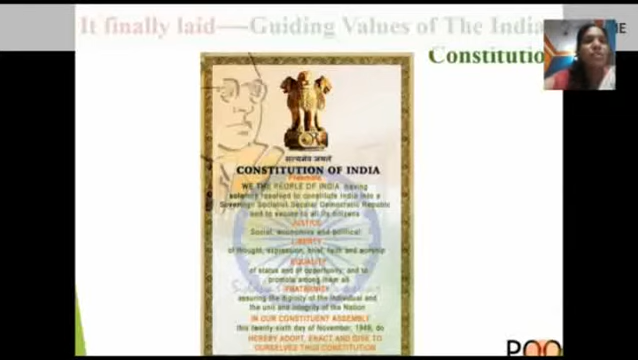 It finally laid----Guiding Values of The India
ME
Constitutio
सत्यमेव जयते
CONSTITUTION OF INDIA
WE THE PEOPLE OF INDIA having
solemnly resolved to constitute India into a
Sovereign Socialist Secular Democratic Republic
and to secure to all its citizens
JUSTICE
Social, economics and political
LIBERTY
of thought, expression, belief, faith and worship
EQUALITY
of status and of opportunity, and to
promote among them all
FRATERNITY
assuring the dignity of the individual and
the unit and integrity of the Nation
IN OUR CONSTITUENT ASSEMBLY
this twenty-sixth day of November, 1949, do
HEREBY ADOPT, ENACT AND GIVE TO
OURSELVES THIS CONSTITUTION
POO